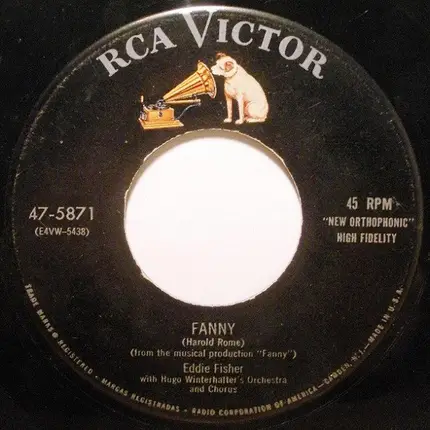 RCA VICTOR
47-5871
(E4VW-5438)
45 RPM
"NEW ORTHOPHONIC"
HIGH FIDELITY
FANNY
(Harold Rome)
(from the musical production "Fanny")
Eddie Fisher
with Hugo Winterhalter's Orchestra
and Chorus
TRADE MARKS ® REGISTERED • MARCAS REGISTRADAS • RADIO CORPORATION OF AMERICA—CAMDEN, N.J. • MADE IN U.S.A.